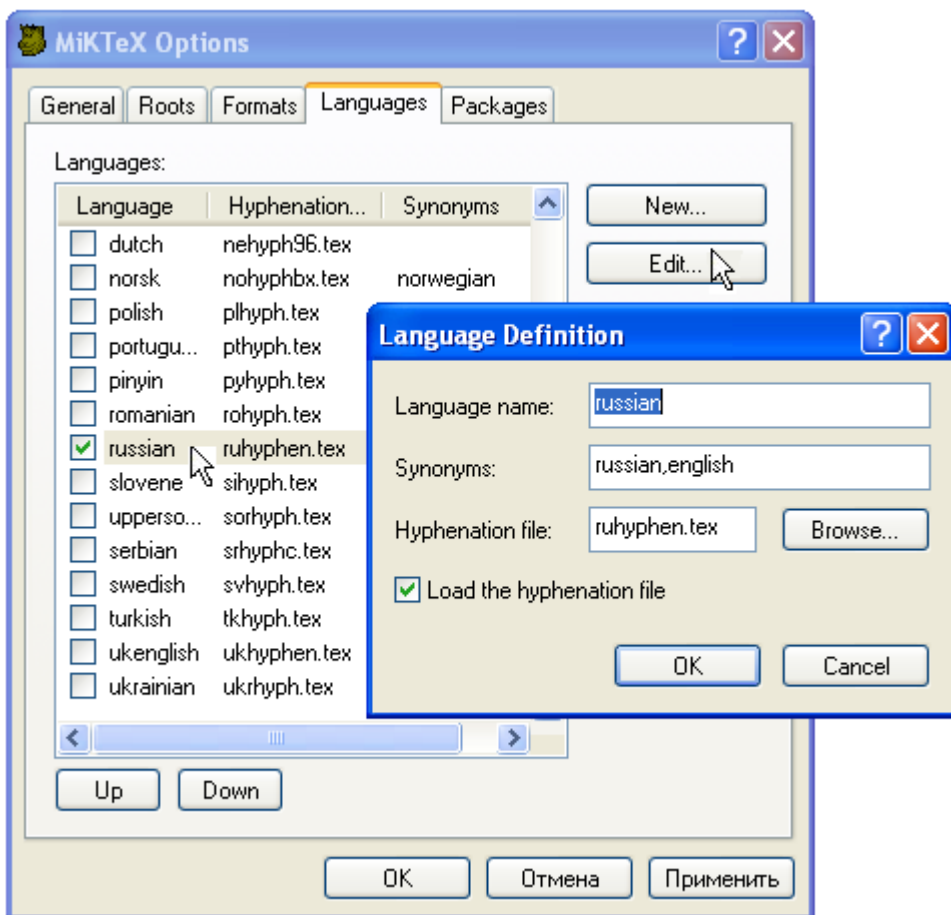 MiKTeX Options
General Roots Formats Languages Packages
Languages:
Language Hyphenation... Synonyms
dutch nehyph96.tex
norsk nohyphbx.tex norwegian
polish plhyph.tex
portugu... pthyph.tex
pinyin pyhyph.tex
romanian rohyph.tex
russian ruhyphen.tex
slovene sihyph.tex
upperso... sorhyph.tex
serbian srhyphc.tex
swedish svhyph.tex
turkish tkhyph.tex
ukenglish ukhyphen.tex
ukrainian ukrhyph.tex
New...
Edit...
Language Definition
Language name: russian
Synonyms: russian,english
Hyphenation file: ruhyphen.tex Browse...
Load the hyphenation file
OK Cancel
Up Down
OK Отмена Применить